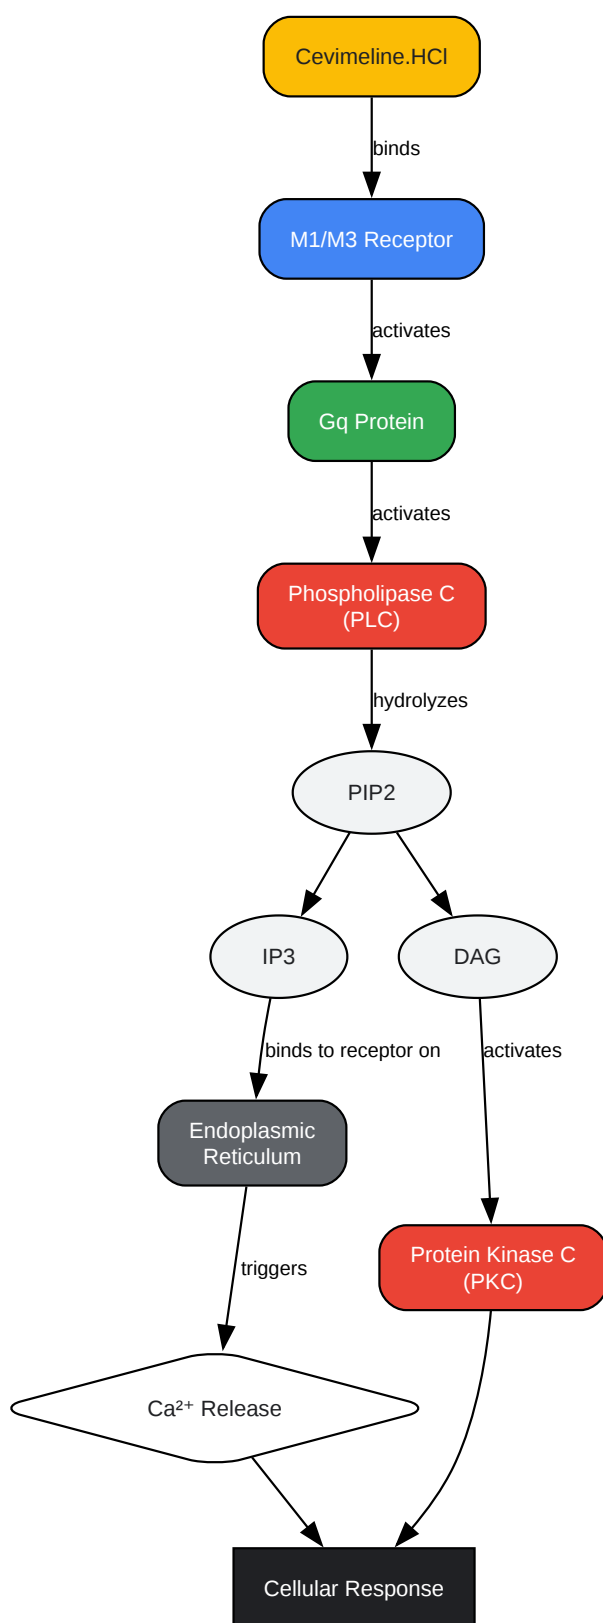 Cevimeline.HCl
binds
M1/M3 Receptor
activates
Gq Protein
activates
Phospholipase C
(PLC)
hydrolyzes
PIP2
IP3
DAG
binds to receptor on
activates
Endoplasmic
Reticulum
Protein Kinase C
(PKC)
triggers
Ca²⁺ Release
Cellular Response